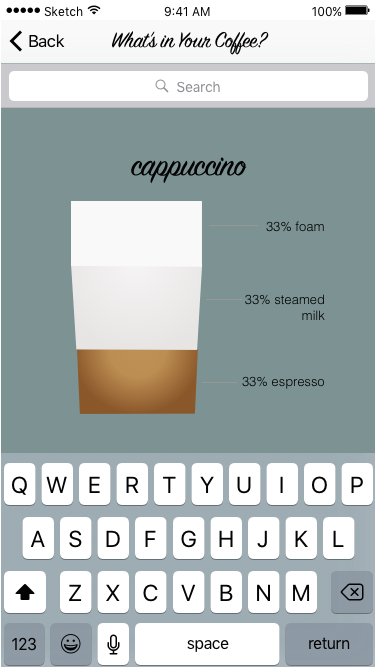 Sketch 9:41 AM 100%
Back What's in Your Coffee?
Search
cappuccino
33% foam
33% steamed
milk
33% espresso
Q W E R T Y U I O P
A S D F G H J K L
Z X C V B N M
123 space return